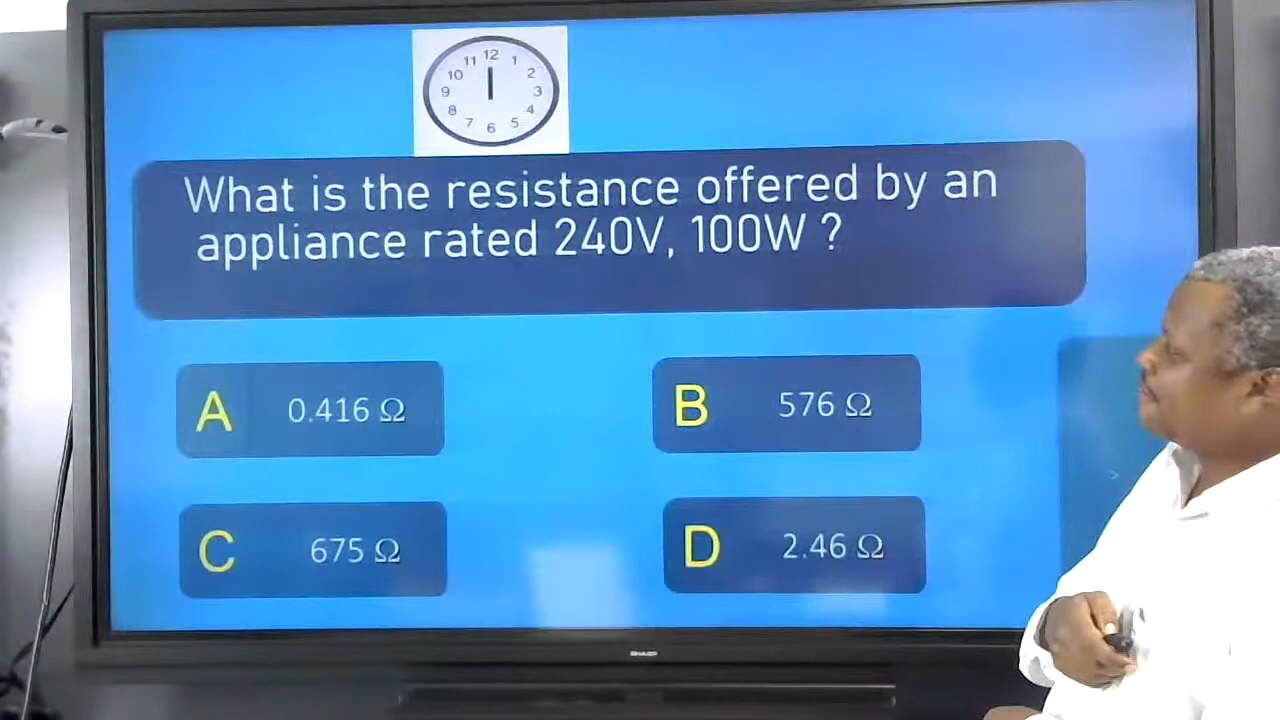 12
11 1
10 2
9 3
8 4
7 5
6
What is the resistance offered by an
appliance rated 240V, 100W ?
A 0.416 Ω
B 576 Ω
C 675 Ω
D 2.46 Ω
SHARP